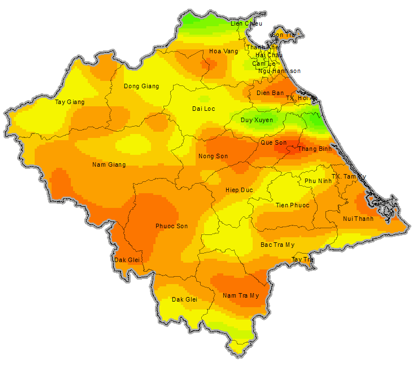 Lien Chieu
Son Tra
Thanh Khe
Hoa Vang
Hai Chau
Cam Le
Ngu Hanh Son
Dong Giang
Tay Giang
Dien Ban
TX. Hoi An
Dai Loc
Duy Xuyen
Que Son
Thang Binh
Nong Son
Nam Giang
TX. Tam Ky
Phu Ninh
Hiep Duc
Tien Phuoc
Nui Thanh
Phuoc Son
Bac Tra My
Dak Glei
Tay Tra
Nam Tra My
Dak Glei